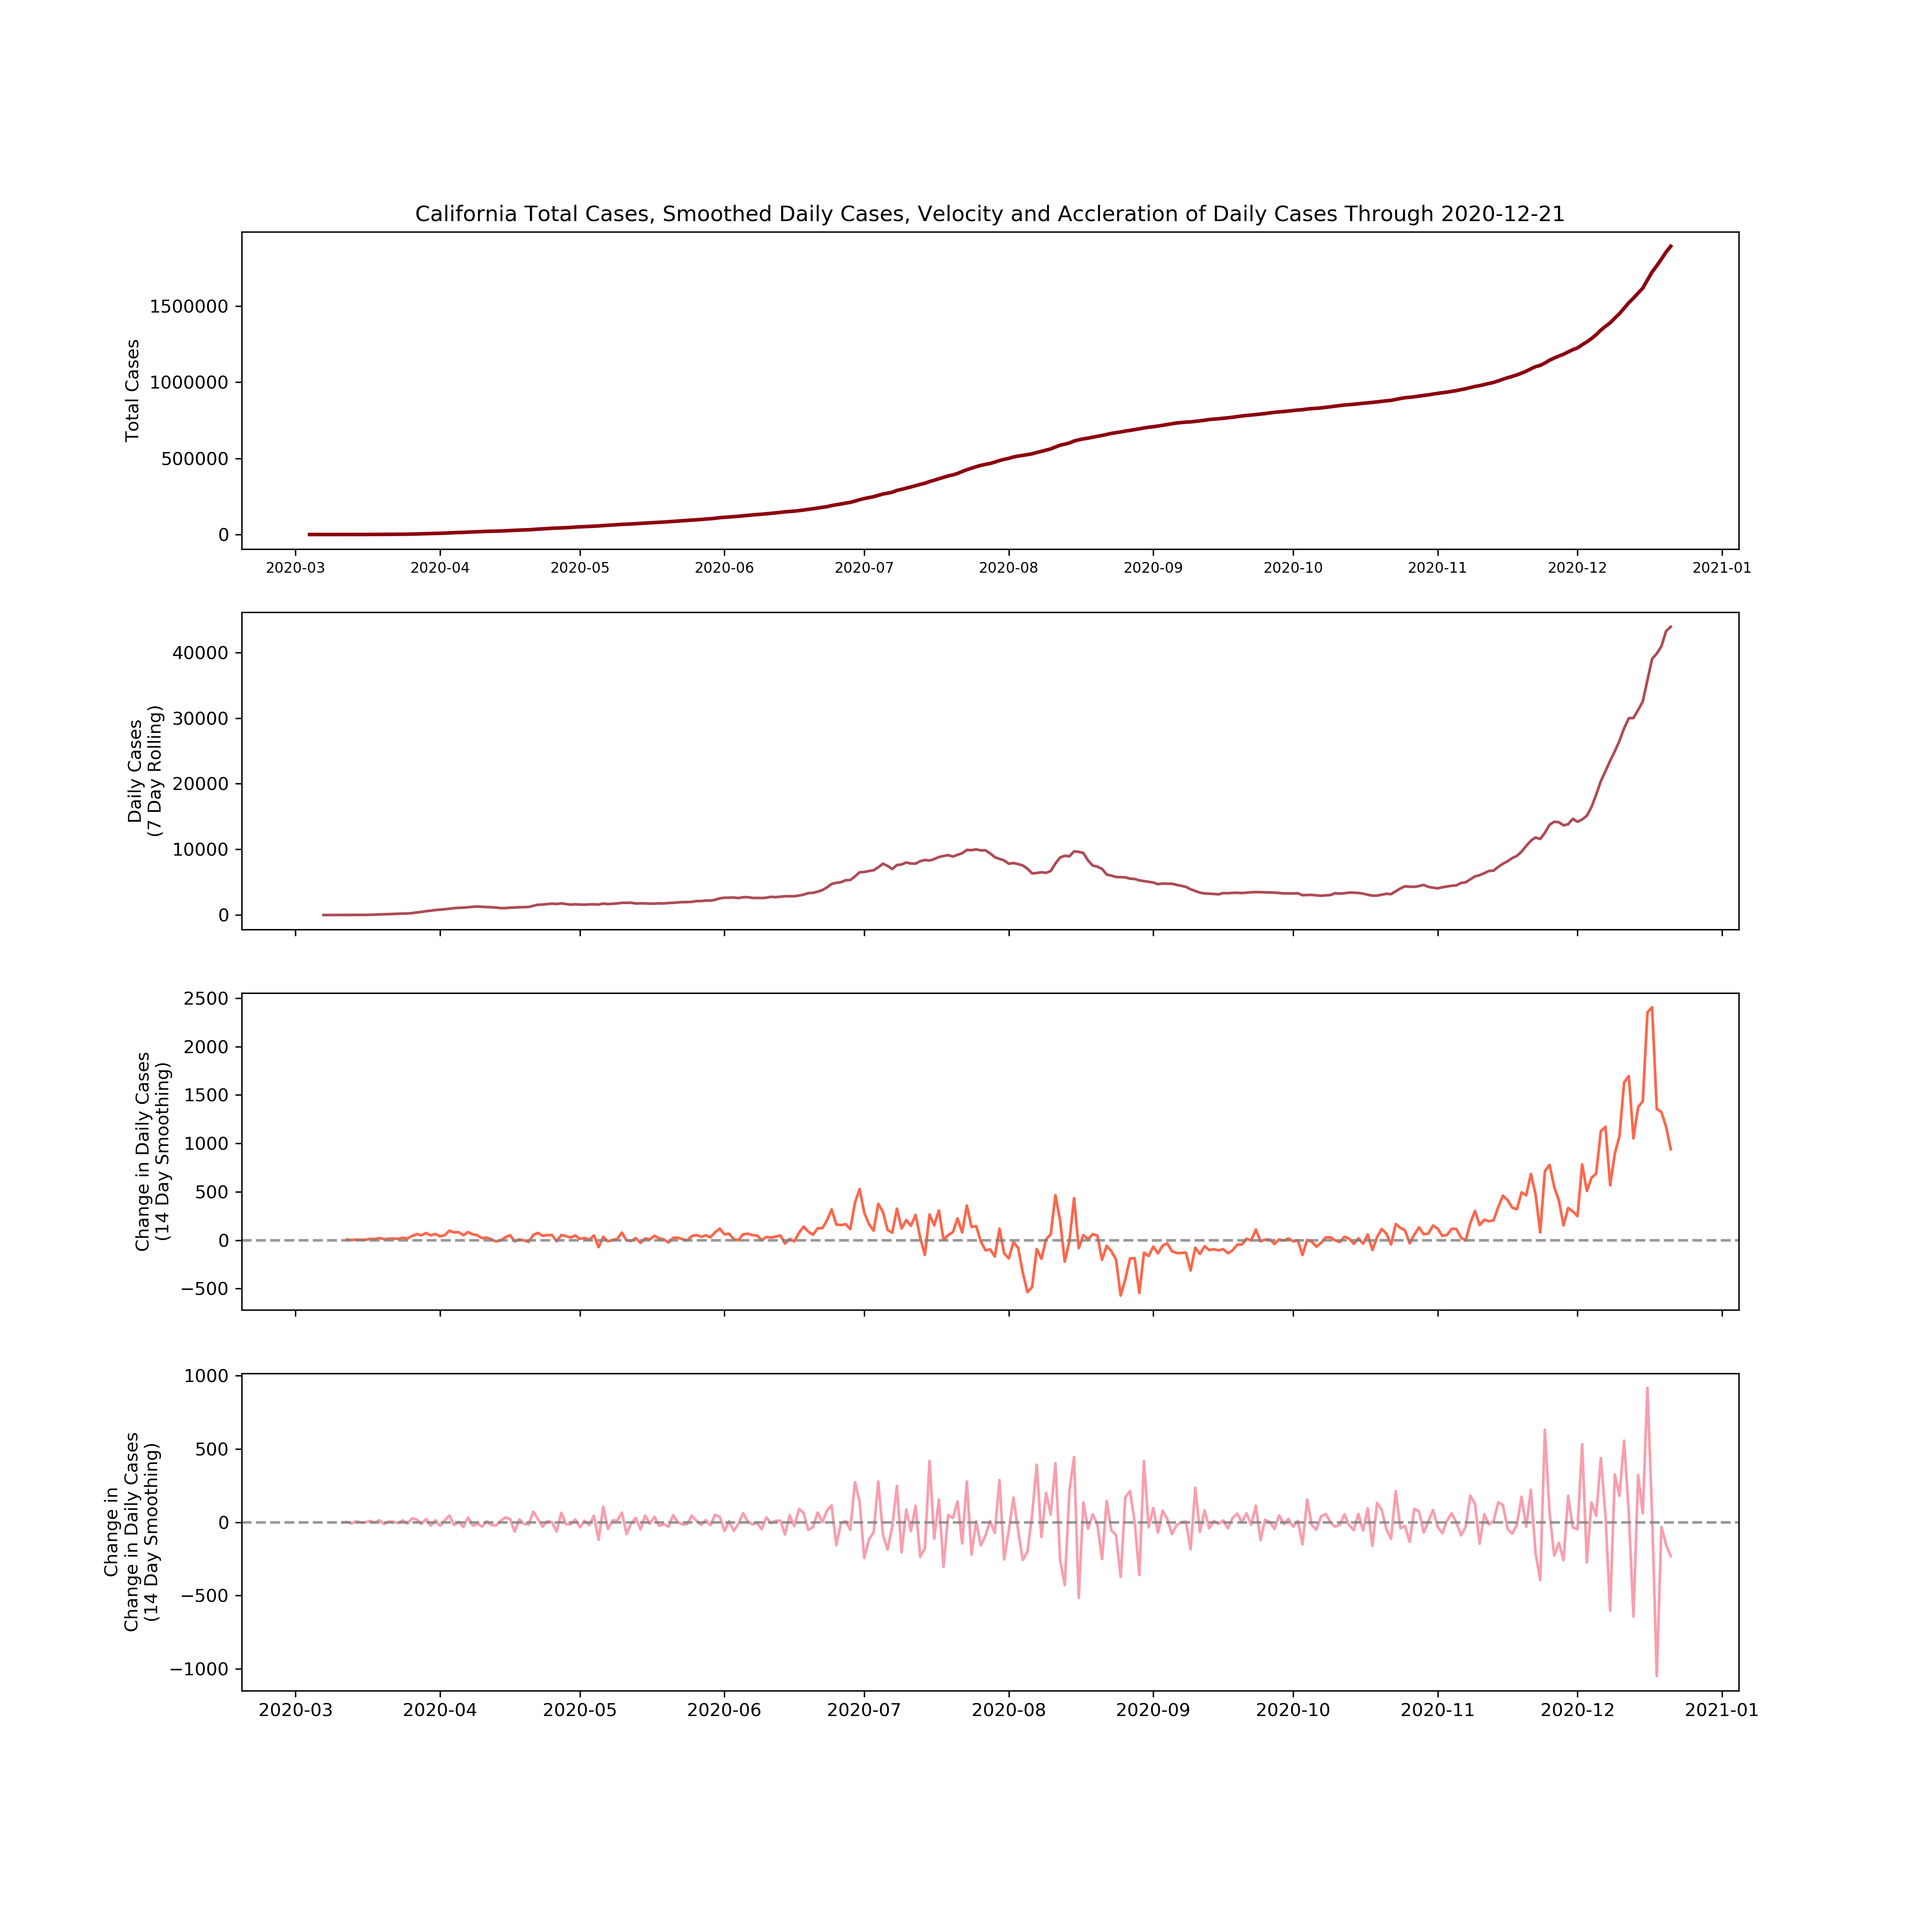 California Total Cases, Smoothed Daily Cases, Velocity and Accleration of Daily Cases Through 2020-12-21
Total Cases
1500000
1000000
500000
0
2020-03 2020-04 2020-05 2020-06 2020-07 2020-08 2020-09 2020-10 2020-11 2020-12 2021-01
Daily Cases
(7 Day Rolling)
40000
30000
20000
10000
0
Change in Daily Cases
(14 Day Smoothing)
2500
2000
1500
1000
500
0
−500
Change in
Change in Daily Cases
(14 Day Smoothing)
1000
500
0
−500
−1000
2020-03 2020-04 2020-05 2020-06 2020-07 2020-08 2020-09 2020-10 2020-11 2020-12 2021-01